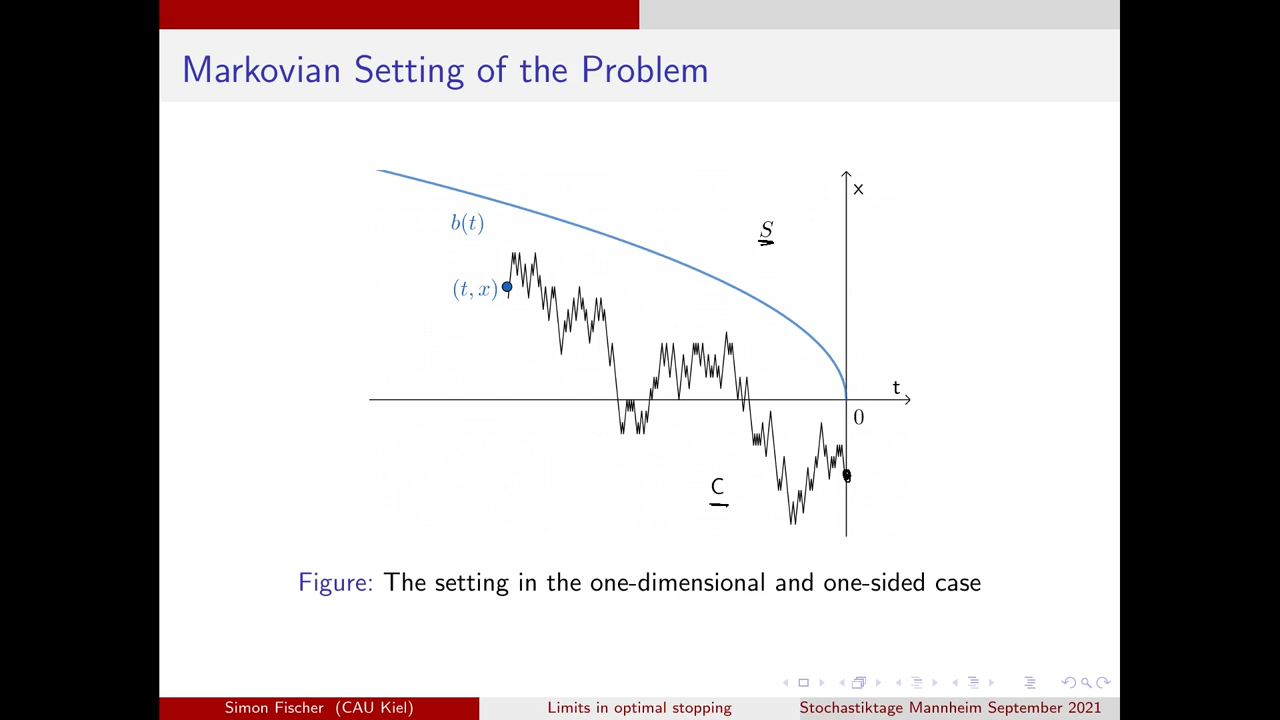 Markovian Setting of the Problem
x
S
b(t)
(t, x)
t
0
C
Figure: The setting in the one-dimensional and one-sided case
Simon Fischer (CAU Kiel)
Limits in optimal stopping
Stochastiktage Mannheim September 2021